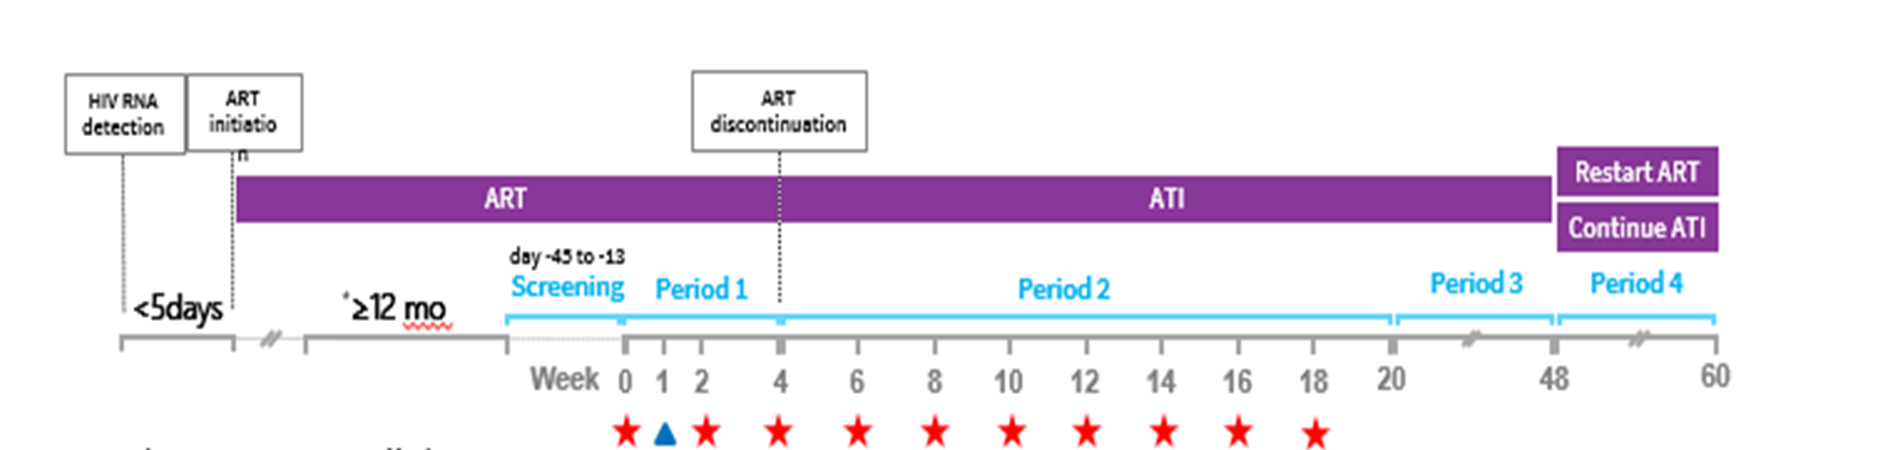 HIV RNA
detection
ART
initiatio
n
ART
discontinuation
ART
ATI
Restart ART
Continue ATI
day -45 to -13
Screening
Period 1
Period 2
Period 3
Period 4
<5days
*≥12 mo
Week 0 1 2 4 6 8 10 12 14 16 18 20 48 60